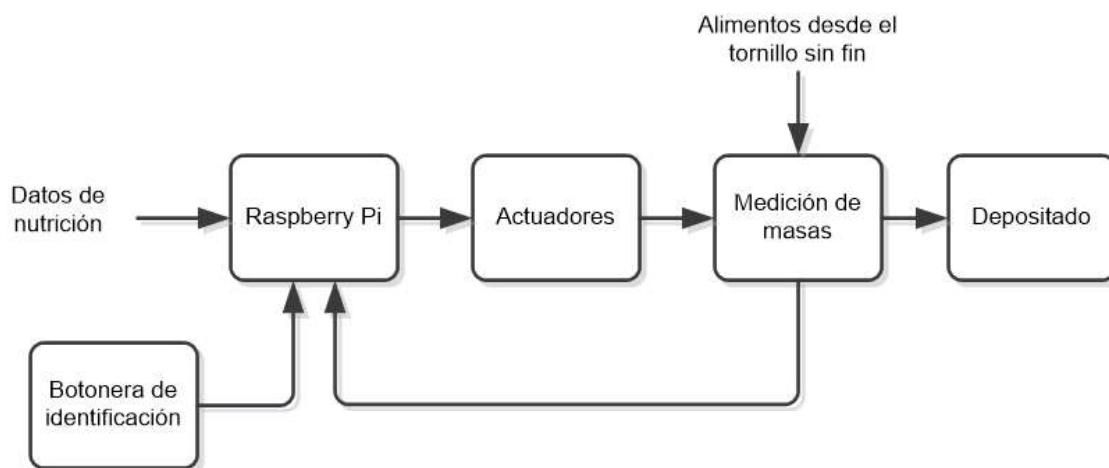 Alimentos desde el
tornillo sin fin
Datos de
nutrición
Raspberry Pi
Actuadores
Medición de
masas
Depositado
Botonera de
identificación